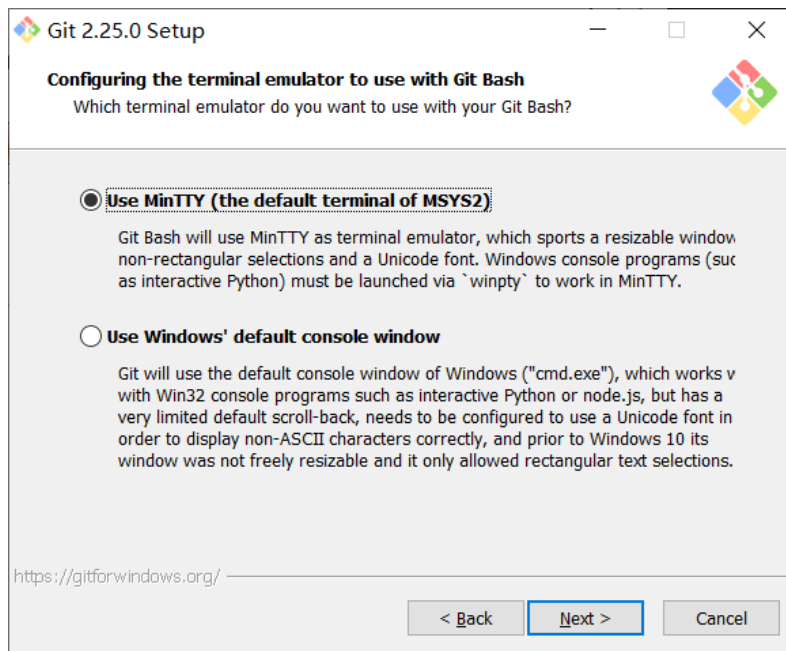 Git 2.25.0 Setup
Configuring the terminal emulator to use with Git Bash
Which terminal emulator do you want to use with your Git Bash?
Use MinTTY (the default terminal of MSYS2)
Git Bash will use MinTTY as terminal emulator, which sports a resizable window
non-rectangular selections and a Unicode font. Windows console programs (suc
as interactive Python) must be launched via `winpty` to work in MinTTY.
Use Windows' default console window
Git will use the default console window of Windows ("cmd.exe"), which works w
with Win32 console programs such as interactive Python or node.js, but has a
very limited default scroll-back, needs to be configured to use a Unicode font in
order to display non-ASCII characters correctly, and prior to Windows 10 its
window was not freely resizable and it only allowed rectangular text selections.
https://gitforwindows.org/
< Back
Next >
Cancel